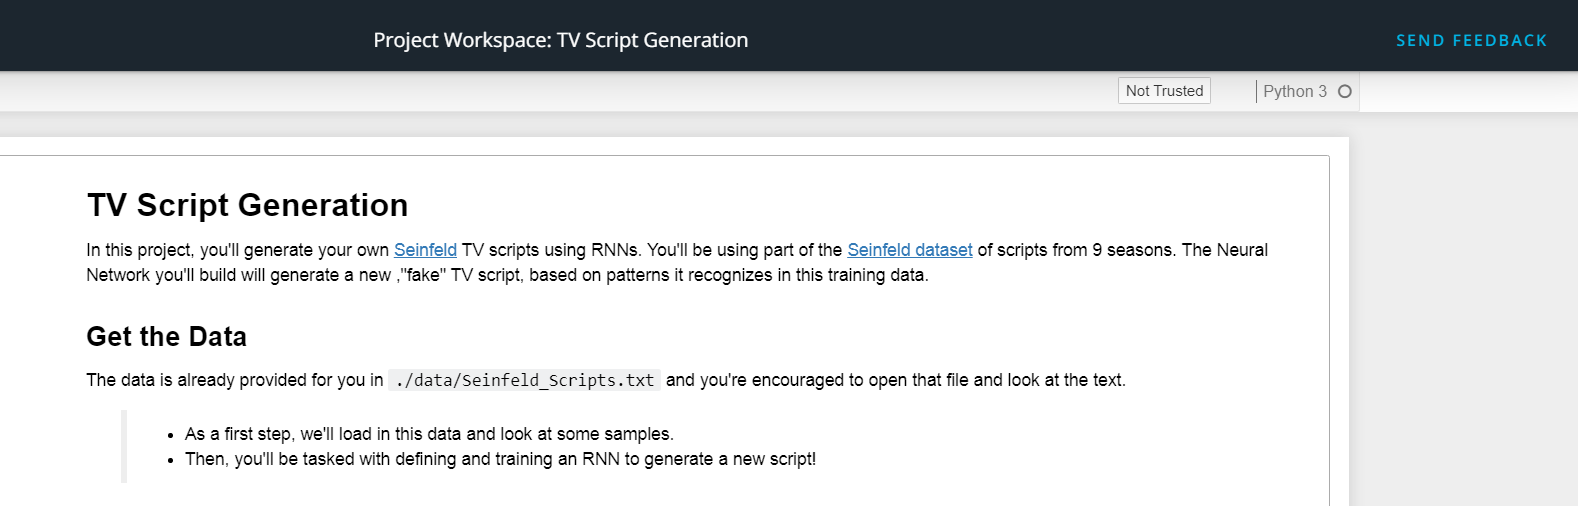 Project Workspace: TV Script Generation
SEND FEEDBACK
Not Trusted
Python 3
TV Script Generation
In this project, you'll generate your own Seinfeld TV scripts using RNNs. You'll be using part of the Seinfeld dataset of scripts from 9 seasons. The Neural
Network you'll build will generate a new ,"fake" TV script, based on patterns it recognizes in this training data.
Get the Data
The data is already provided for you in ./data/Seinfeld_Scripts.txt and you're encouraged to open that file and look at the text.
• As a first step, we'll load in this data and look at some samples.
• Then, you'll be tasked with defining and training an RNN to generate a new script!